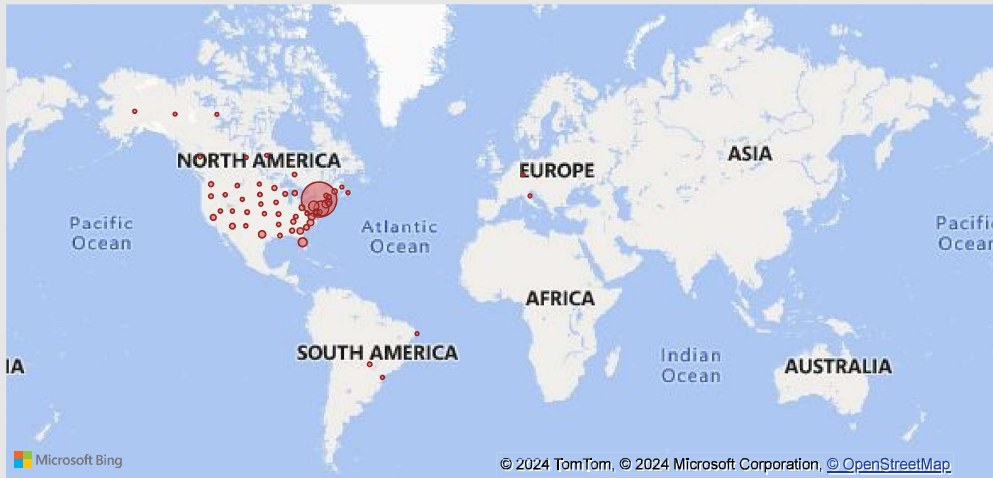 NORTH AMERICA
EUROPE
ASIA
Pacific
Ocean
Atlantic
Ocean
Pacific
Ocean
AFRICA
SOUTH AMERICA
Indian
Ocean
IA
AUSTRALIA
Microsoft Bing
© 2024 TomTom, © 2024 Microsoft Corporation, © OpenStreetMap